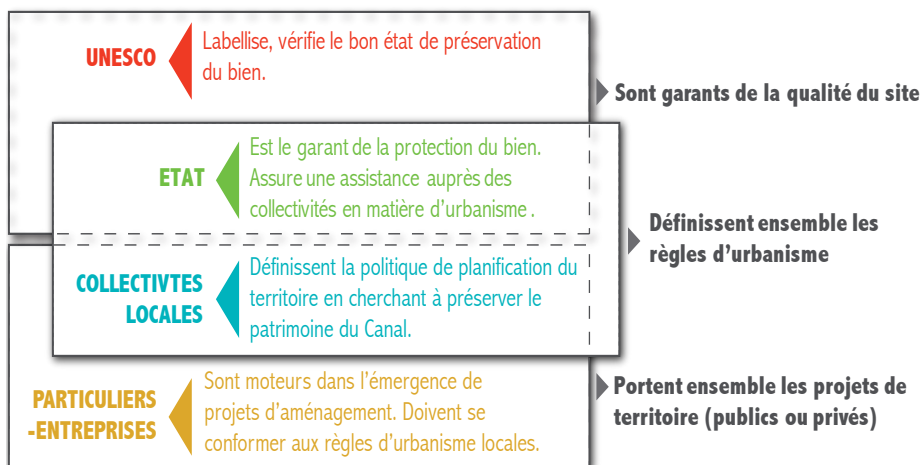 UNESCO
Labellise, vérifie le bon état de préservation
du bien.
Sont garants de la qualité du site
ETAT
Est le garant de la protection du bien.
Assure une assistance auprès des
collectivités en matière d'urbanisme .
Définissent ensemble les
règles d'urbanisme
COLLECTIVTES
LOCALES
Définissent la politique de planification du
territoire en cherchant à préserver le
patrimoine du Canal.
PARTICULIERS
-ENTREPRISES
Sont moteurs dans l'émergence de
projets d'aménagement. Doivent se
conformer aux règles d'urbanisme locales.
Portent ensemble les projets de
territoire (publics ou privés)